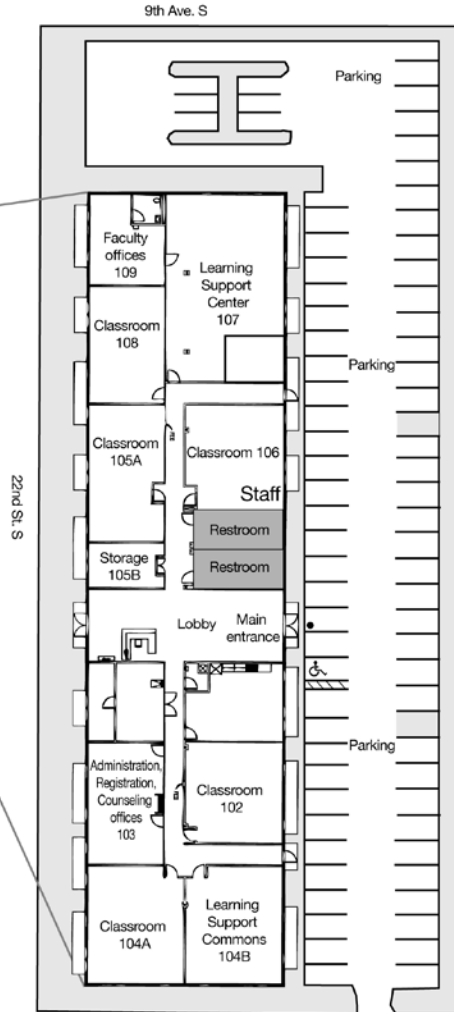 9th Ave. S
Parking
Faculty
offices
109
Learning
Support
Center
107
Classroom
108
Parking
Classroom
105A
Classroom 106
Staff
Restroom
22nd St. S
Storage
105B
Restroom
Lobby
Main
entrance
Parking
Administration,
Registration,
Counseling
offices
103
Classroom
102
Classroom
104A
Learning
Support
Commons
104B